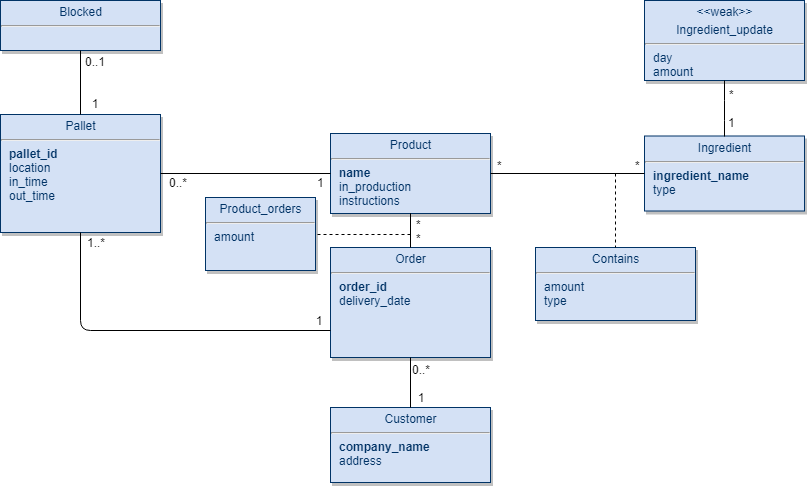 Blocked
0..1
1
Pallet
pallet_id
location
in_time
out_time
0..*
1
1..*
1
Product
name
in_production
instructions
*
*
*
*
Product_orders
amount
Order
order_id
delivery_date
0..*
1
Customer
company_name
address
<<weak>>
Ingredient_update
day
amount
*
1
Ingredient
ingredient_name
type
Contains
amount
type